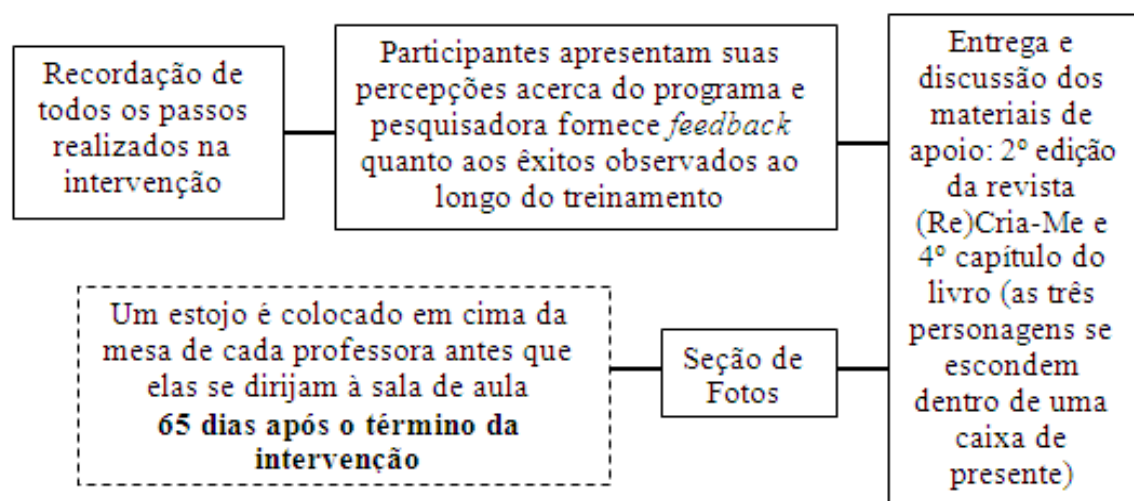 Recordação de
todos os passos
realizados na
intervenção
Participantes apresentam suas
percepções acerca do programa e
pesquisadora fornece feedback
quanto aos êxitos observados ao
longo do treinamento
Entrega e
discussão dos
materiais de
apoio: 2º edição
da revista
(Re)Cria-Me e
4º capítulo do
livro (as três
personagens se
escondem
dentro de uma
caixa de
presente)
Seção de
Fotos
Um estojo é colocado em cima da
mesa de cada professora antes que
elas se dirijam à sala de aula
65 dias após o término da
intervenção